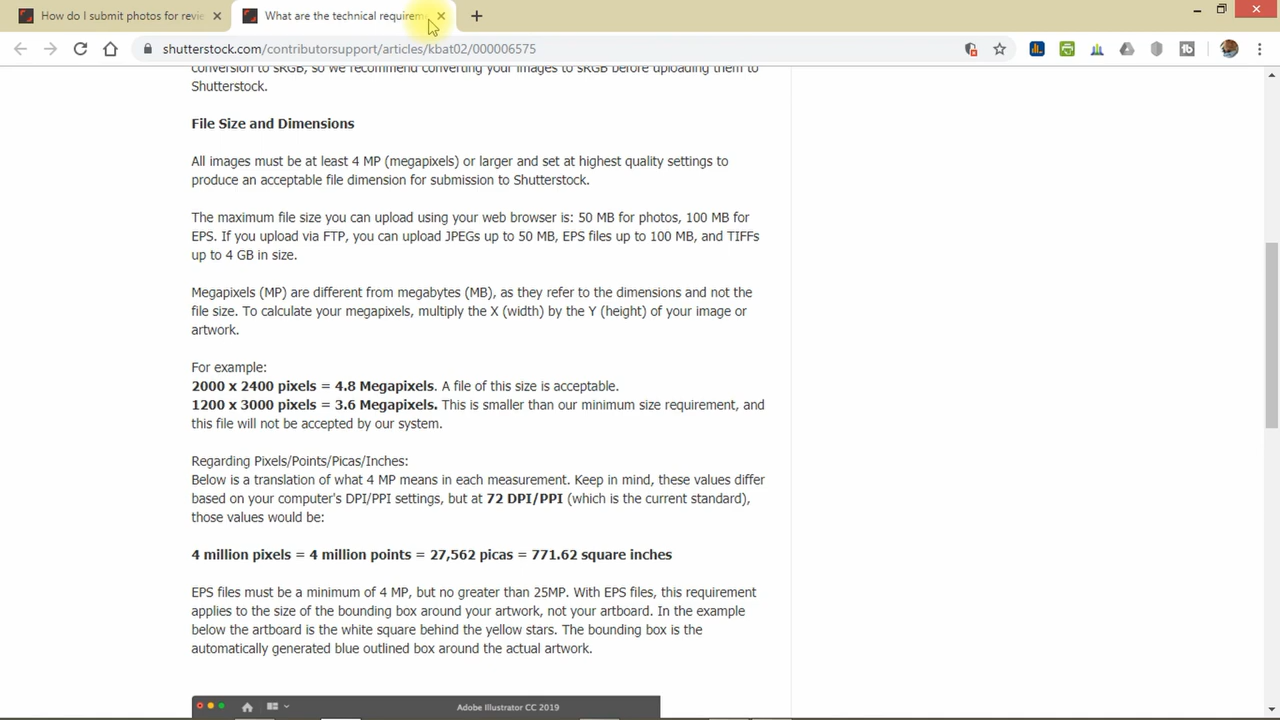 How do I submit photos for revie
What are the technical requirem
shutterstock.com/contributorsupport/articles/kbat02/000006575
conversion to sRGB, so we recommend converting your images to sRGB before uploading them to
Shutterstock.
File Size and Dimensions
All images must be at least 4 MP (megapixels) or larger and set at highest quality settings to
produce an acceptable file dimension for submission to Shutterstock.
The maximum file size you can upload using your web browser is: 50 MB for photos, 100 MB for
EPS. If you upload via FTP, you can upload JPEGs up to 50 MB, EPS files up to 100 MB, and TIFFs
up to 4 GB in size.
Megapixels (MP) are different from megabytes (MB), as they refer to the dimensions and not the
file size. To calculate your megapixels, multiply the X (width) by the Y (height) of your image or
artwork.
For example:
2000 x 2400 pixels = 4.8 Megapixels. A file of this size is acceptable.
1200 x 3000 pixels = 3.6 Megapixels. This is smaller than our minimum size requirement, and
this file will not be accepted by our system.
Regarding Pixels/Points/Picas/Inches:
Below is a translation of what 4 MP means in each measurement. Keep in mind, these values differ
based on your computer's DPI/PPI settings, but at 72 DPI/PPI (which is the current standard),
those values would be:
4 million pixels = 4 million points = 27,562 picas = 771.62 square inches
EPS files must be a minimum of 4 MP, but no greater than 25MP. With EPS files, this requirement
applies to the size of the bounding box around your artwork, not your artboard. In the example
below the artboard is the white square behind the yellow stars. The bounding box is the
automatically generated blue outlined box around the actual artwork.
Adobe Illustrator CC 2019